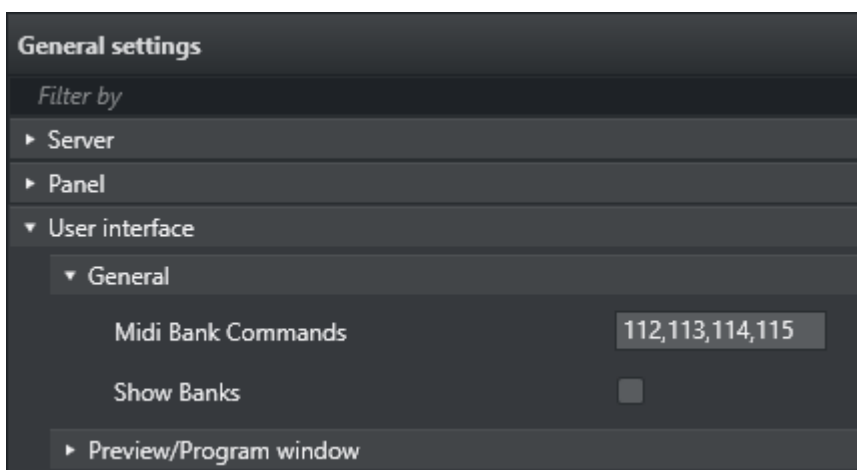 General settings
Filter by
Server
Panel
User interface
General
Midi Bank Commands 112,113,114,115
Show Banks
Preview/Program window